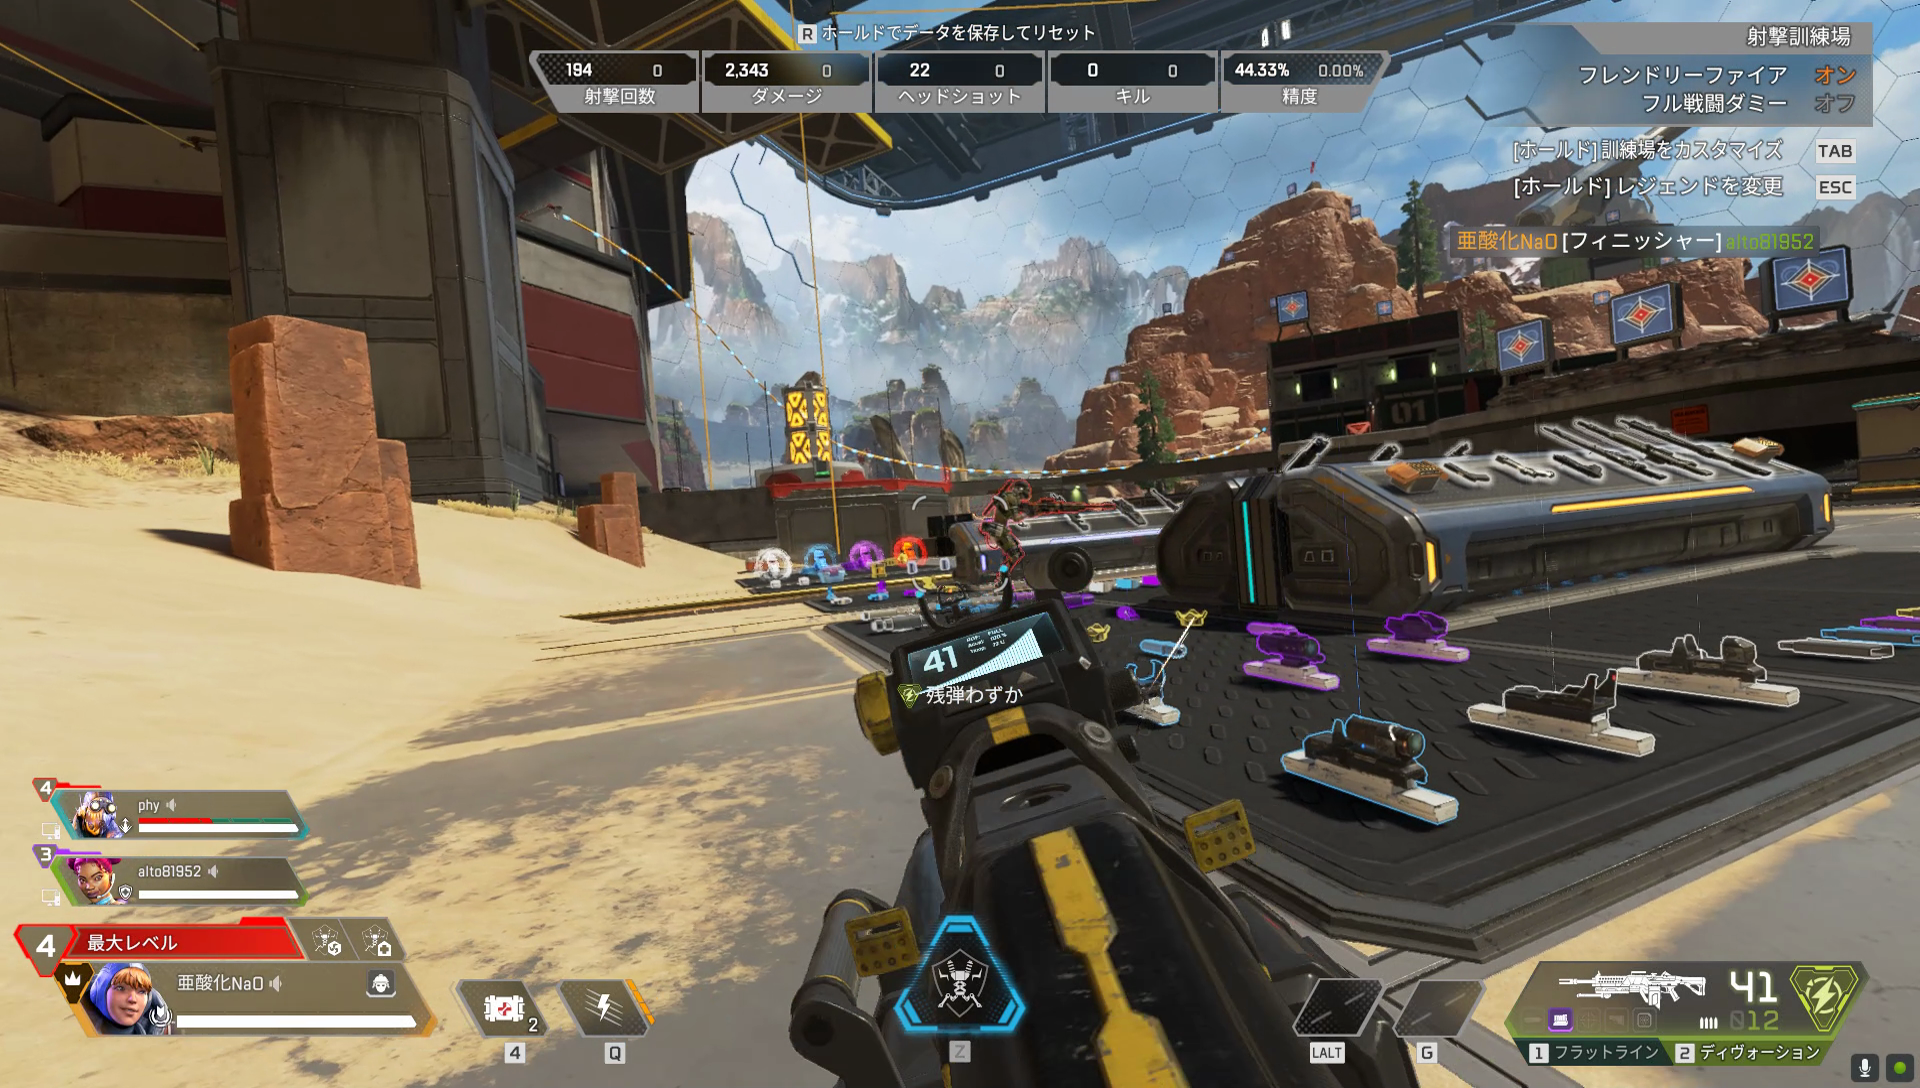 R ホールドでデータを保存してリセット
194 0 2,343 0 22 0 0 0 44.33% 0.00%
射撃回数 ダメージ ヘッドショット キル 精度
射撃訓練場
フレンドリーファイア オン
フル戦闘ダミー オフ
[ホールド]訓練場をカスタマイズ TAB
[ホールド]レジェンドを変更 ESC
亜酸化NaO [フィニッシャー] alto81952
01
41
残弾わずか
4
phy
3
alto81952
4 最大レベル
亜酸化NaO
2
4 Q Z LALT G
41
012
1 フラットライン 2 ディヴォーション